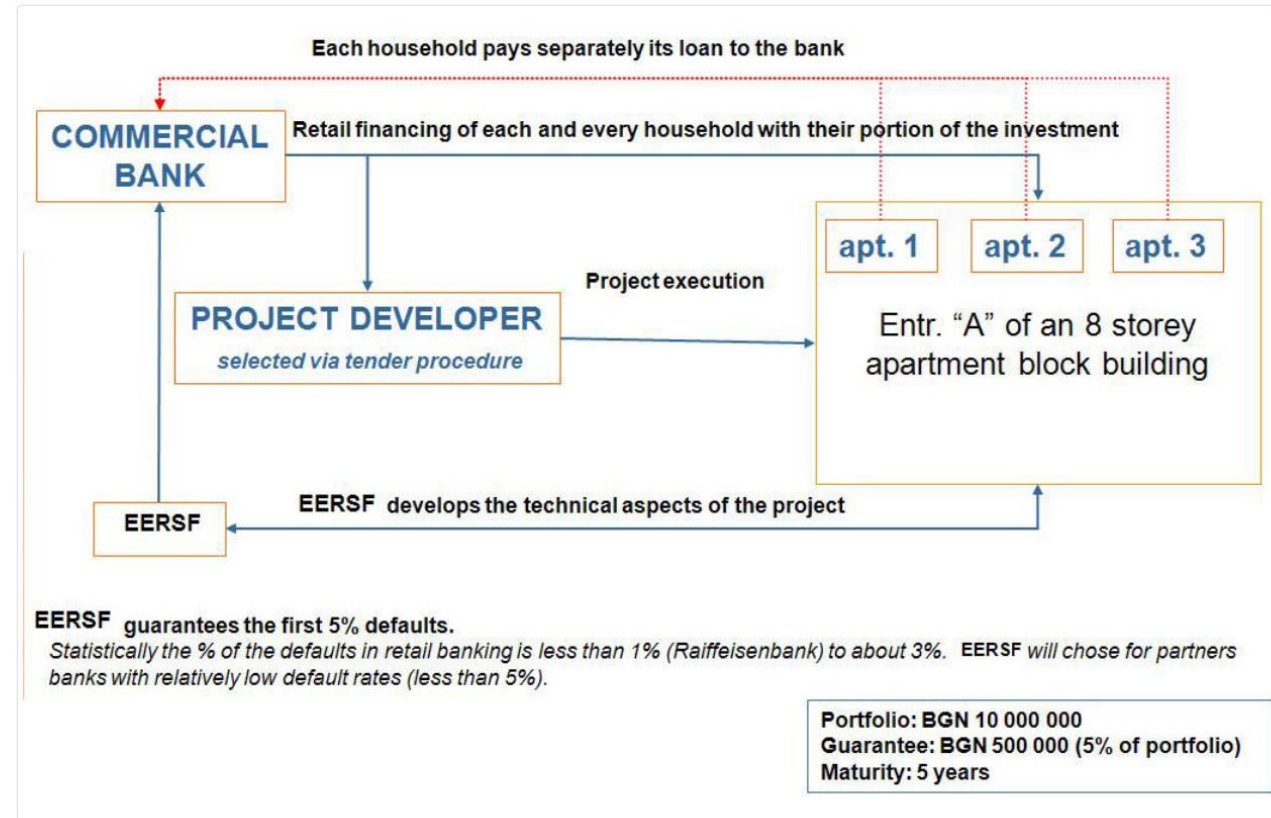 Each household pays separately its loan to the bank
COMMERCIAL
BANK
Retail financing of each and every household with their portion of the investment
apt. 1
apt. 2
apt. 3
Project execution
PROJECT DEVELOPER
selected via tender procedure
Entr. “A” of an 8 storey
apartment block building
EERSF
EERSF develops the technical aspects of the project
EERSF guarantees the first 5% defaults.
Statistically the % of the defaults in retail banking is less than 1% (Raiffeisenbank) to about 3%. EERSF will chose for partners
banks with relatively low default rates (less than 5%).
Portfolio: BGN 10 000 000
Guarantee: BGN 500 000 (5% of portfolio)
Maturity: 5 years